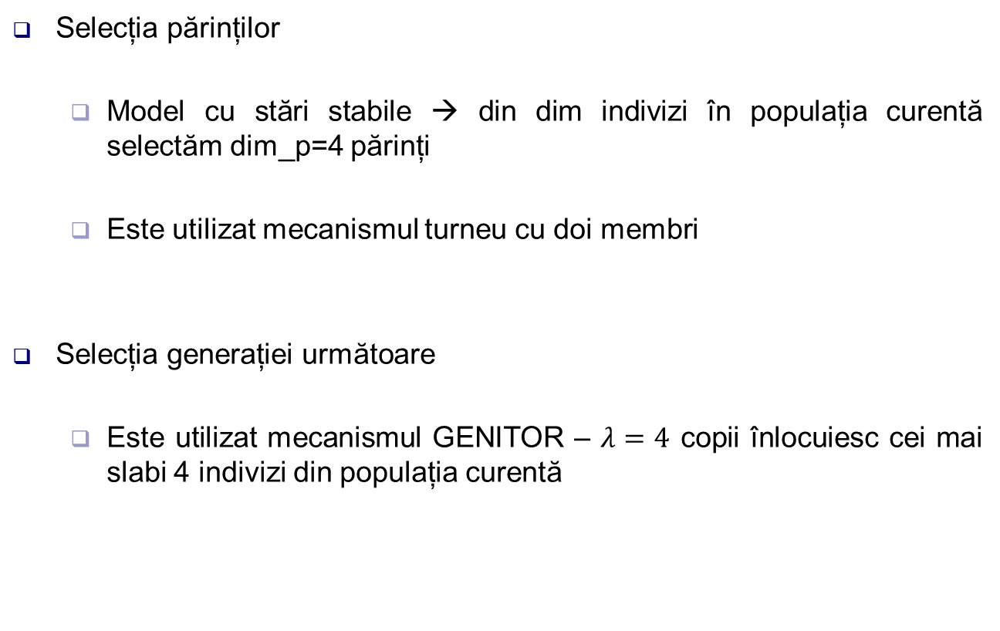 Selecția părinților
Model cu stări stabile → din dim indivizi în populația curentă
selectăm dim_p=4 părinți
Este utilizat mecanismul turneu cu doi membri
Selecția generației următoare
Este utilizat mecanismul GENITOR – 𝜆 = 4 copii înlocuiesc cei mai
slabi 4 indivizi din populația curentă